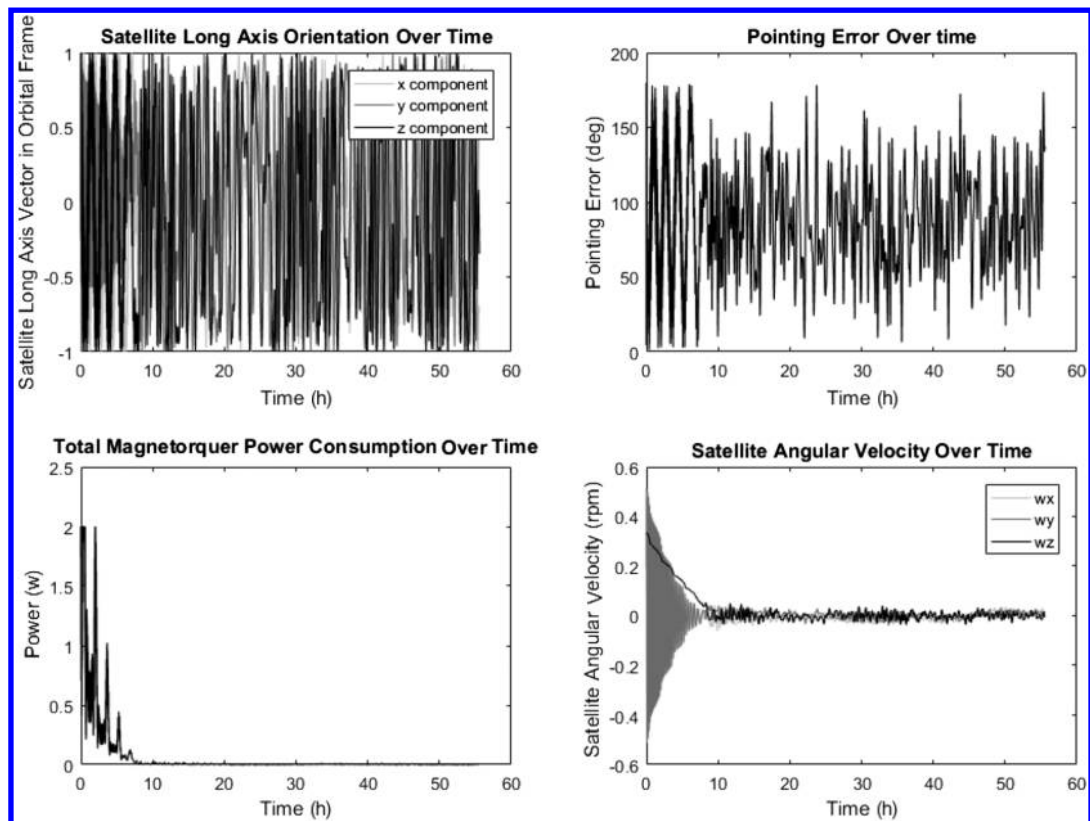 Satellite Long Axis Orientation Over Time
Satellite Long Axis Vector in Orbital Frame
1
0.5
0
-0.5
-1
x component
y component
z component
0 10 20 30 40 50 60
Time (h)
Pointing Error Over time
Pointing Error (deg)
200
150
100
50
0
0 10 20 30 40 50 60
Time (h)
Total Magnetorquer Power Consumption Over Time
Power (w)
2.5
2
1.5
1
0.5
0
0 10 20 30 40 50 60
Time (h)
Satellite Angular Velocity Over Time
Satellite Angular Velocity (rpm)
0.6
0.4
0.2
0
-0.2
-0.4
-0.6
wx
wy
wz
0 10 20 30 40 50 60
Time (h)